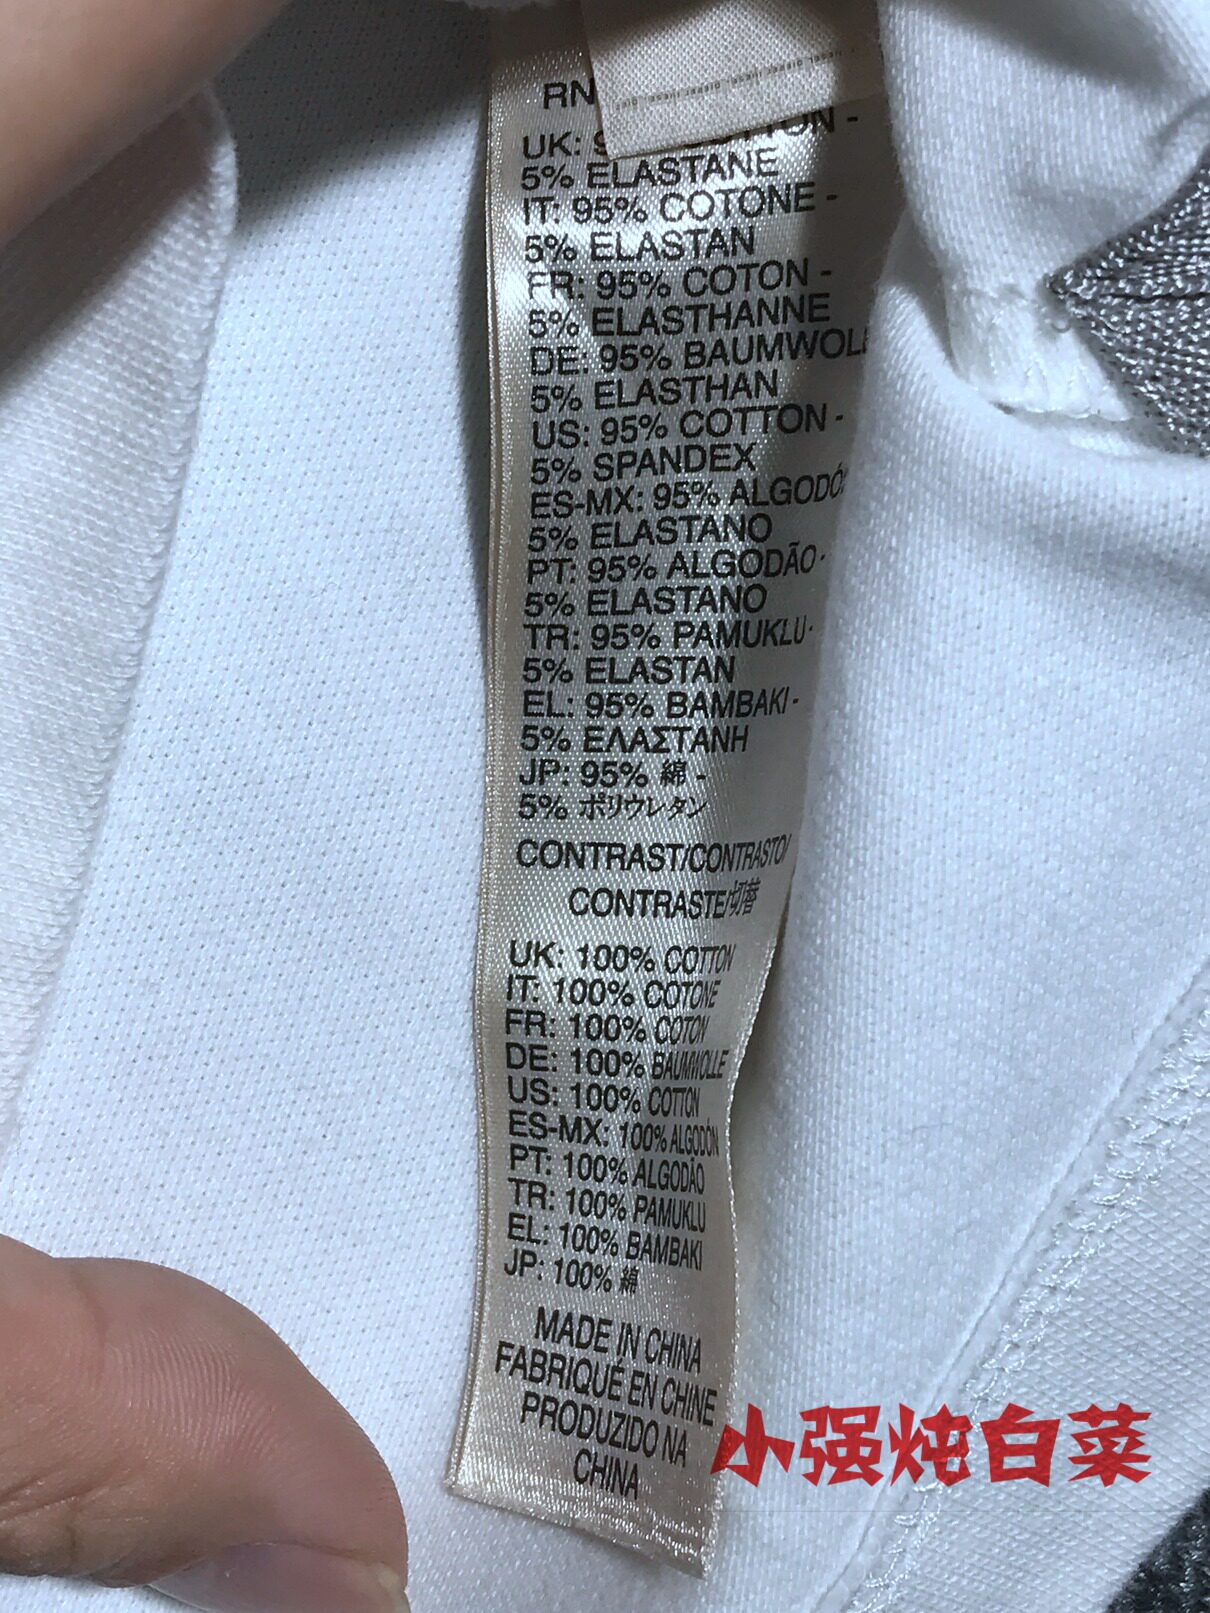 RN
UK: COTTON -
5% ELASTANE
IT: 95% COTONE -
5% ELASTAN
FR: 95% COTON -
5% ELASTHANNE
DE: 95% BAUMWOLL
5% ELASTHAN
US: 95% COTTON -
5% SPANDEX
ES-MX: 95% ALGODÓ
5% ELASTANO
PT: 95% ALGODÃO -
5% ELASTANO
TR: 95% PAMUKLU -
5% ELASTAN
EL: 95% BAMBAKI -
5% ΕΛΑΣΤΑΝΗ
JP: 95% 綿 -
5% ポリウレタン
CONTRAST/CONTRASTO/
CONTRASTE/切替
UK: 100% COTTON
IT: 100% COTONE
FR: 100% COTON
DE: 100% BAUMWOLLE
US: 100% COTTON
ES-MX: 100% ALGODÓN
PT: 100% ALGODÃO
TR: 100% PAMUKLU
EL: 100% BAMBAKI
JP: 100% 綿
MADE IN CHINA
FABRIQUÉ EN CHINE
PRODUZIDO NA
CHINA
小强炖白菜